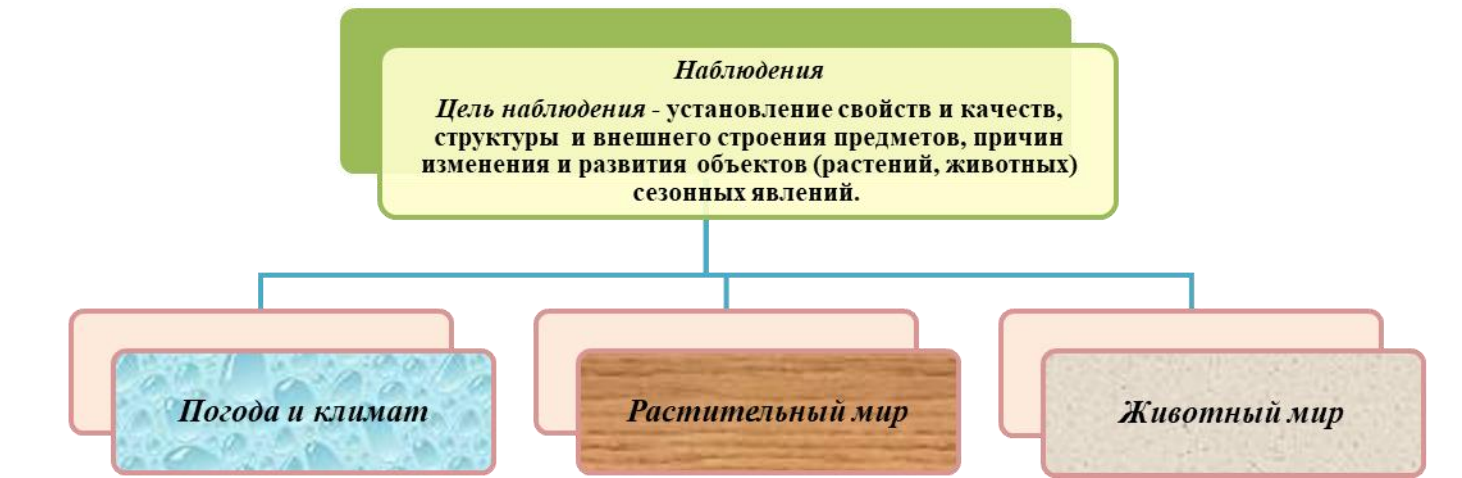 Наблюдения
Цель наблюдения - установление свойств и качеств,
структуры и внешнего строения предметов, причин
изменения и развития объектов (растений, животных)
сезонных явлений.
Погода и климат
Растительный мир
Животный мир